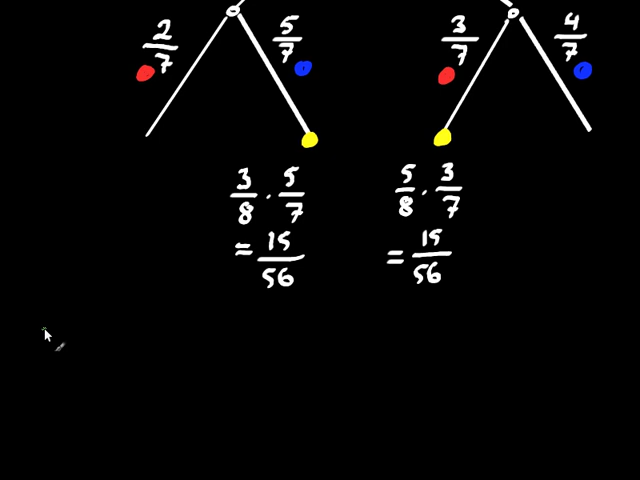 2/7 5/7 3/7 4/7
3/8 · 5/7 5/8 · 3/7
= 15/56 = 15/56